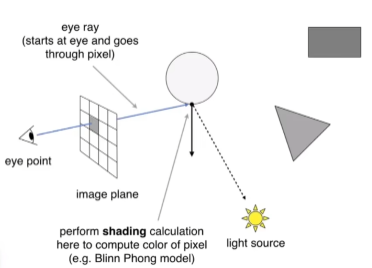 eye ray
(starts at eye and goes
through pixel)
eye point
image plane
perform shading calculation
here to compute color of pixel
(e.g. Blinn Phong model)
light source